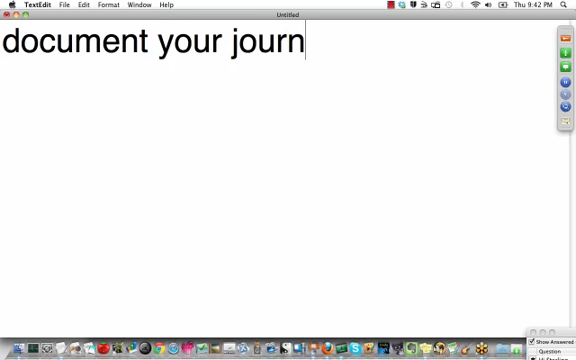 TextEdit File Edit Format Window Help Thu 9:42 PM
Untitled
document your journ
Show Answered
Question